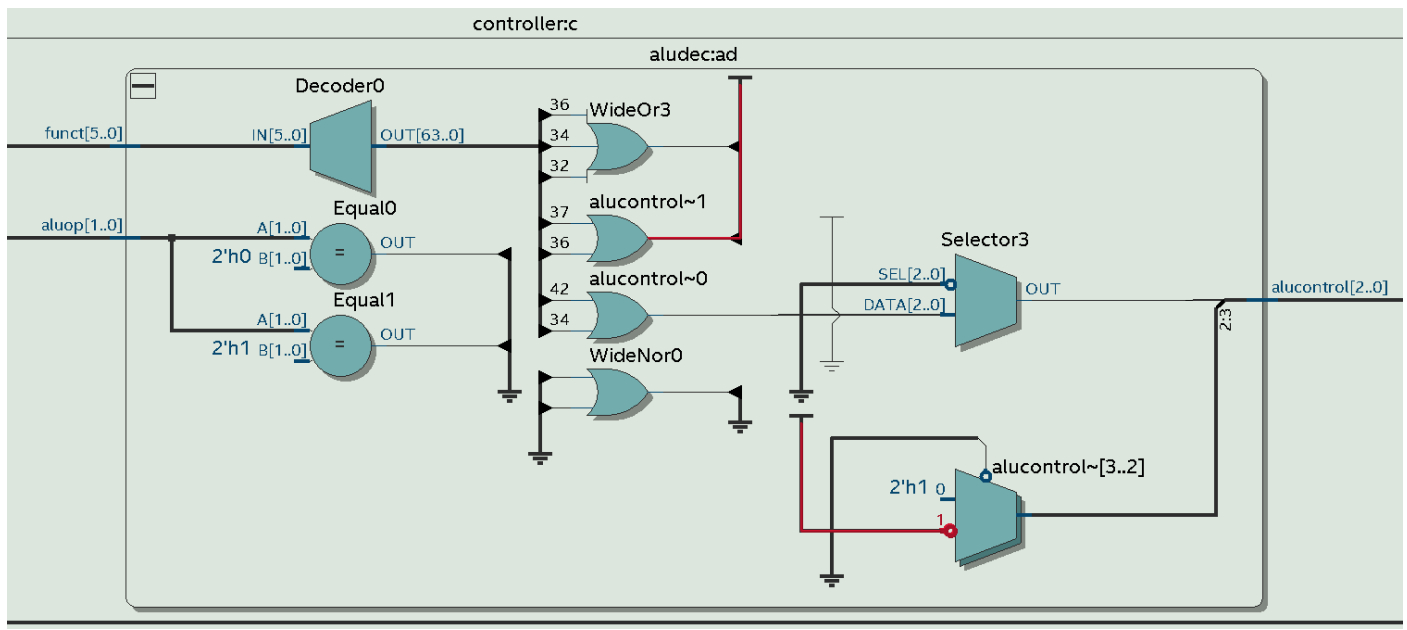 controller:c
aludec:ad
Decoder0
funct[5..0]
IN[5..0]
OUT[63..0]
36
WideOr3
34
32
aluop[1..0]
Equal0
A[1..0]
2'h0 B[1..0]
=
OUT
Equal1
A[1..0]
2'h1 B[1..0]
=
OUT
37
alucontrol~1
36
42
alucontrol~0
34
WideNor0
Selector3
SEL[2..0]
DATA[2..0]
OUT
alucontrol[2..0]
2:3
alucontrol~[3..2]
2'h1 0
1